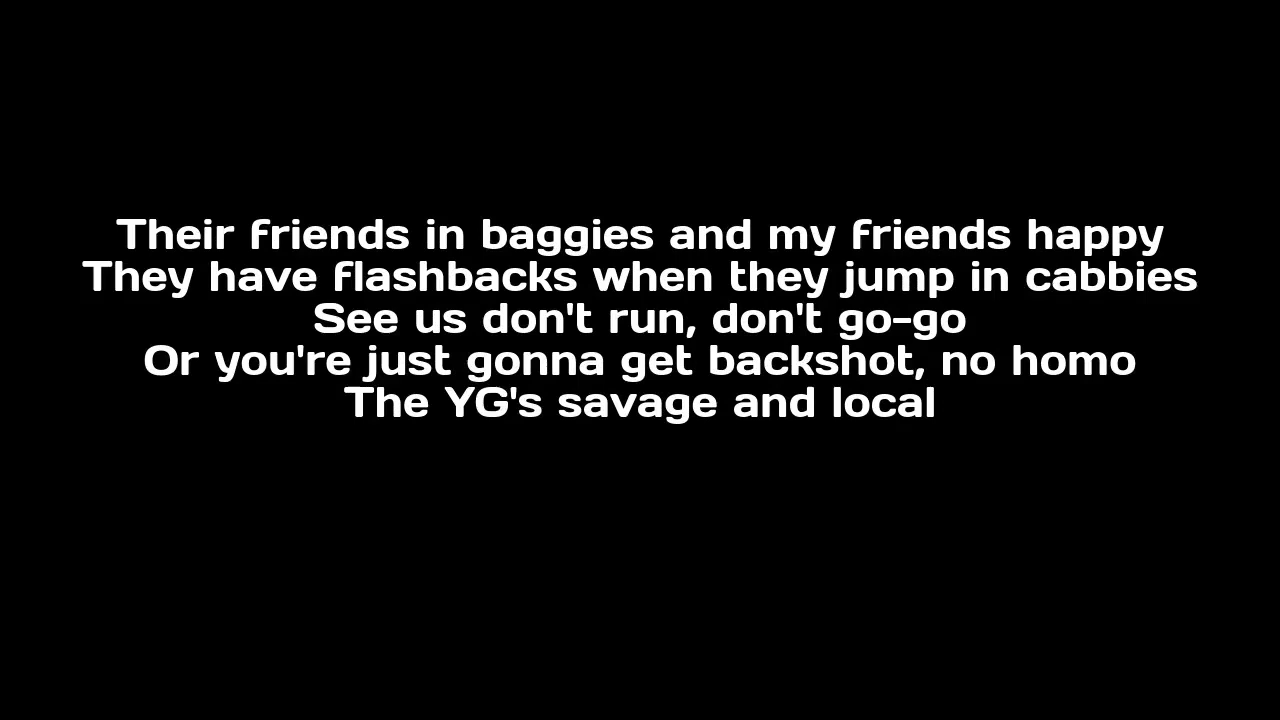 Their friends in baggies and my friends happy
They have flashbacks when they jump in cabbies
See us don't run, don't go-go
Or you're just gonna get backshot, no homo
The YG's savage and local